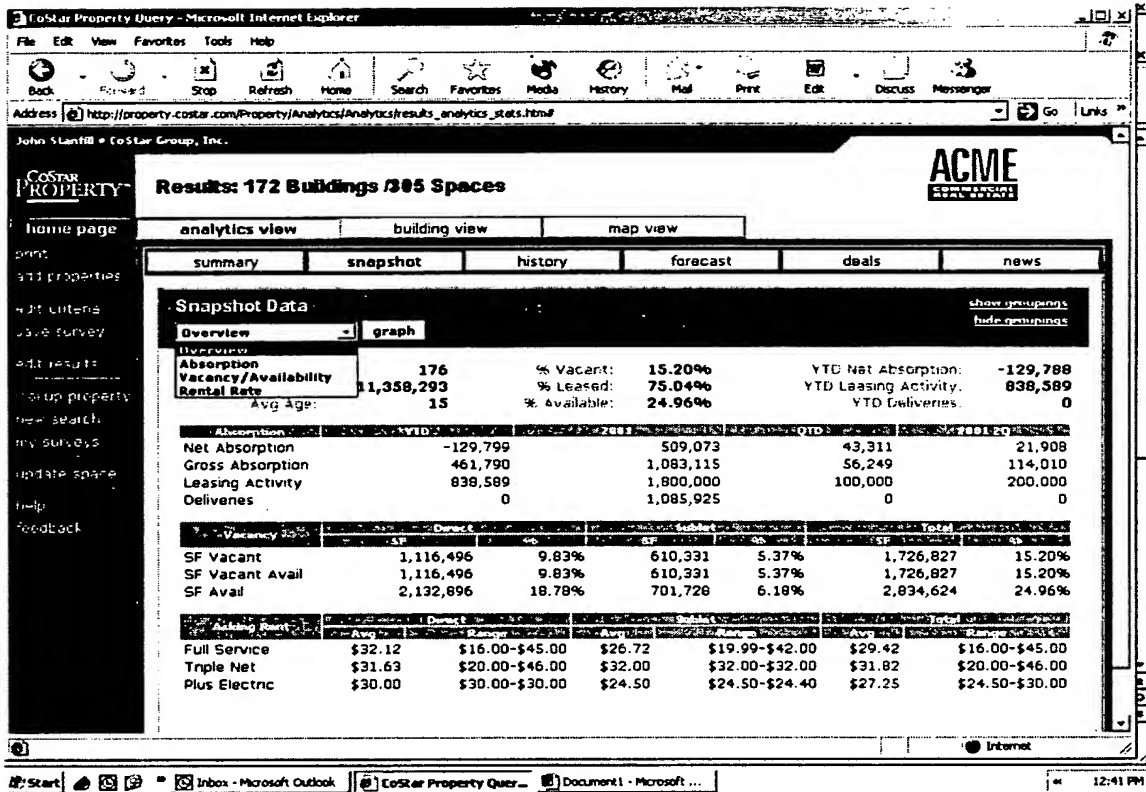 CoStar Property Query - Microsoft Internet Explorer
File Edit View Favorites Tools Help
Back Forward Stop Refresh Home Search Favorites Media History Mail Print Edit Discuss Messenger
Address http://property.costar.com/Property/Analytics/Analytics/results_analytics_stats.htm# Go Links »
John Stanfill • CoStar Group, Inc.
COSTAR PROPERTY™
Results: 172 Buildings /305 Spaces
ACME
COMMERCIAL REAL ESTATE
home page analytics view building view map view
print
add properties
edit criteria
save survey
edit results
lookup property
new search
my surveys
update space
help
feedback
summary snapshot history forecast deals news
Snapshot Data show groupings
hide groupings
Overview graph
Overview
Absorption
Vacancy/Availability
Rental Rate
176 % Vacant: 15.20% YTD Net Absorption: -129,788
11,358,293 % Leased: 75.04% YTD Leasing Activity: 838,589
Avg Age: 15 % Available: 24.96% YTD Deliveries: 0
Absorption YTD QTD 2001 2Q
Net Absorption -129,799 509,073 43,311 21,908
Gross Absorption 461,790 1,083,115 56,249 114,010
Leasing Activity 838,589 1,800,000 100,000 200,000
Deliveries 0 1,085,925 0 0
Vacancy Direct Sublet Total
SF % SF % SF %
SF Vacant 1,116,496 9.83% 610,331 5.37% 1,726,827 15.20%
SF Vacant Avail 1,116,496 9.83% 610,331 5.37% 1,726,827 15.20%
SF Avail 2,132,896 18.78% 701,728 6.18% 2,834,624 24.96%
Asking Rent Direct Sublet Total
Avg Range Avg Range Avg Range
Full Service $32.12 $16.00-$45.00 $26.72 $19.99-$42.00 $29.42 $16.00-$45.00
Triple Net $31.63 $20.00-$46.00 $32.00 $32.00-$32.00 $31.82 $20.00-$46.00
Plus Electric $30.00 $30.00-$30.00 $24.50 $24.50-$24.40 $27.25 $24.50-$30.00
Internet
Start » Inbox - Microsoft Outlook CoStar Property Quer... Document1 - Microsoft ... « 12:41 PM